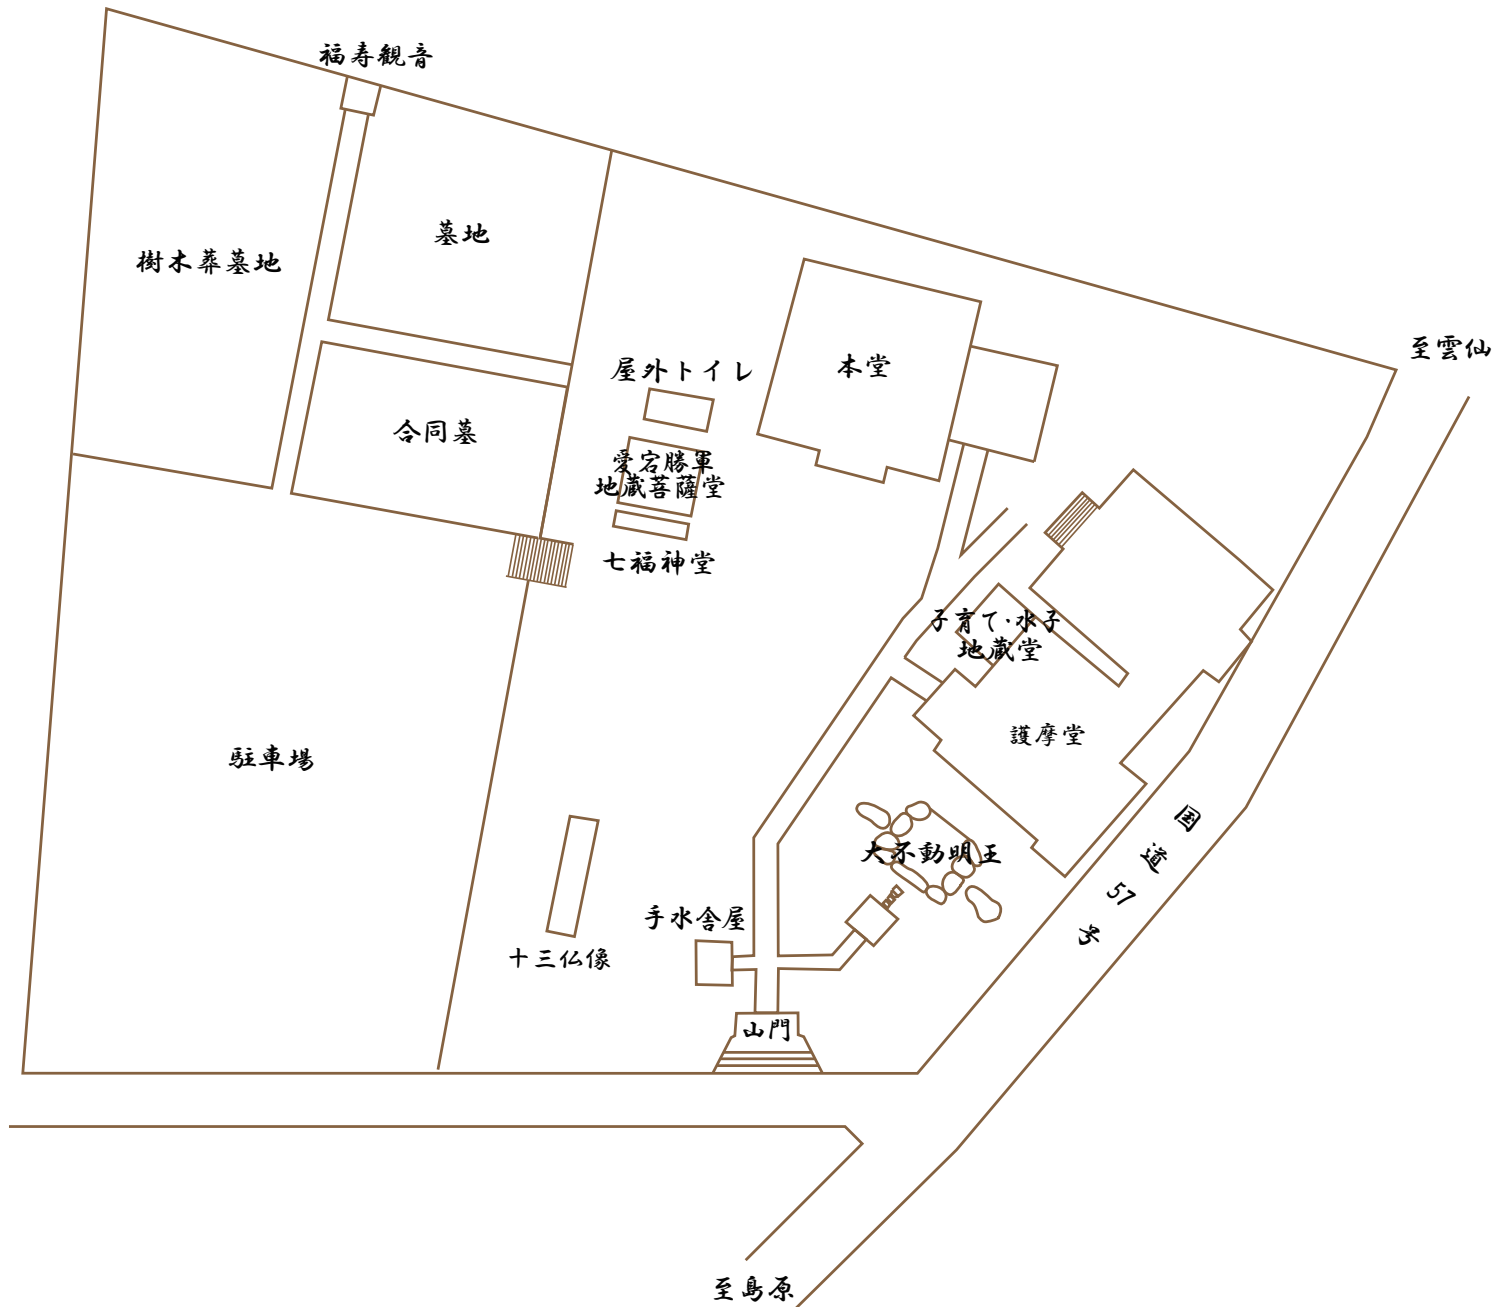 福寿観音
墓地
樹木葬墓地
至雲仙
本堂
屋外トイレ
合同墓
愛宕勝軍
地蔵菩薩堂
七福神堂
子育て・水子
地蔵堂
護摩堂
駐車場
国道57号
大不動明王
手水舎屋
十三仏像
山門
至島原